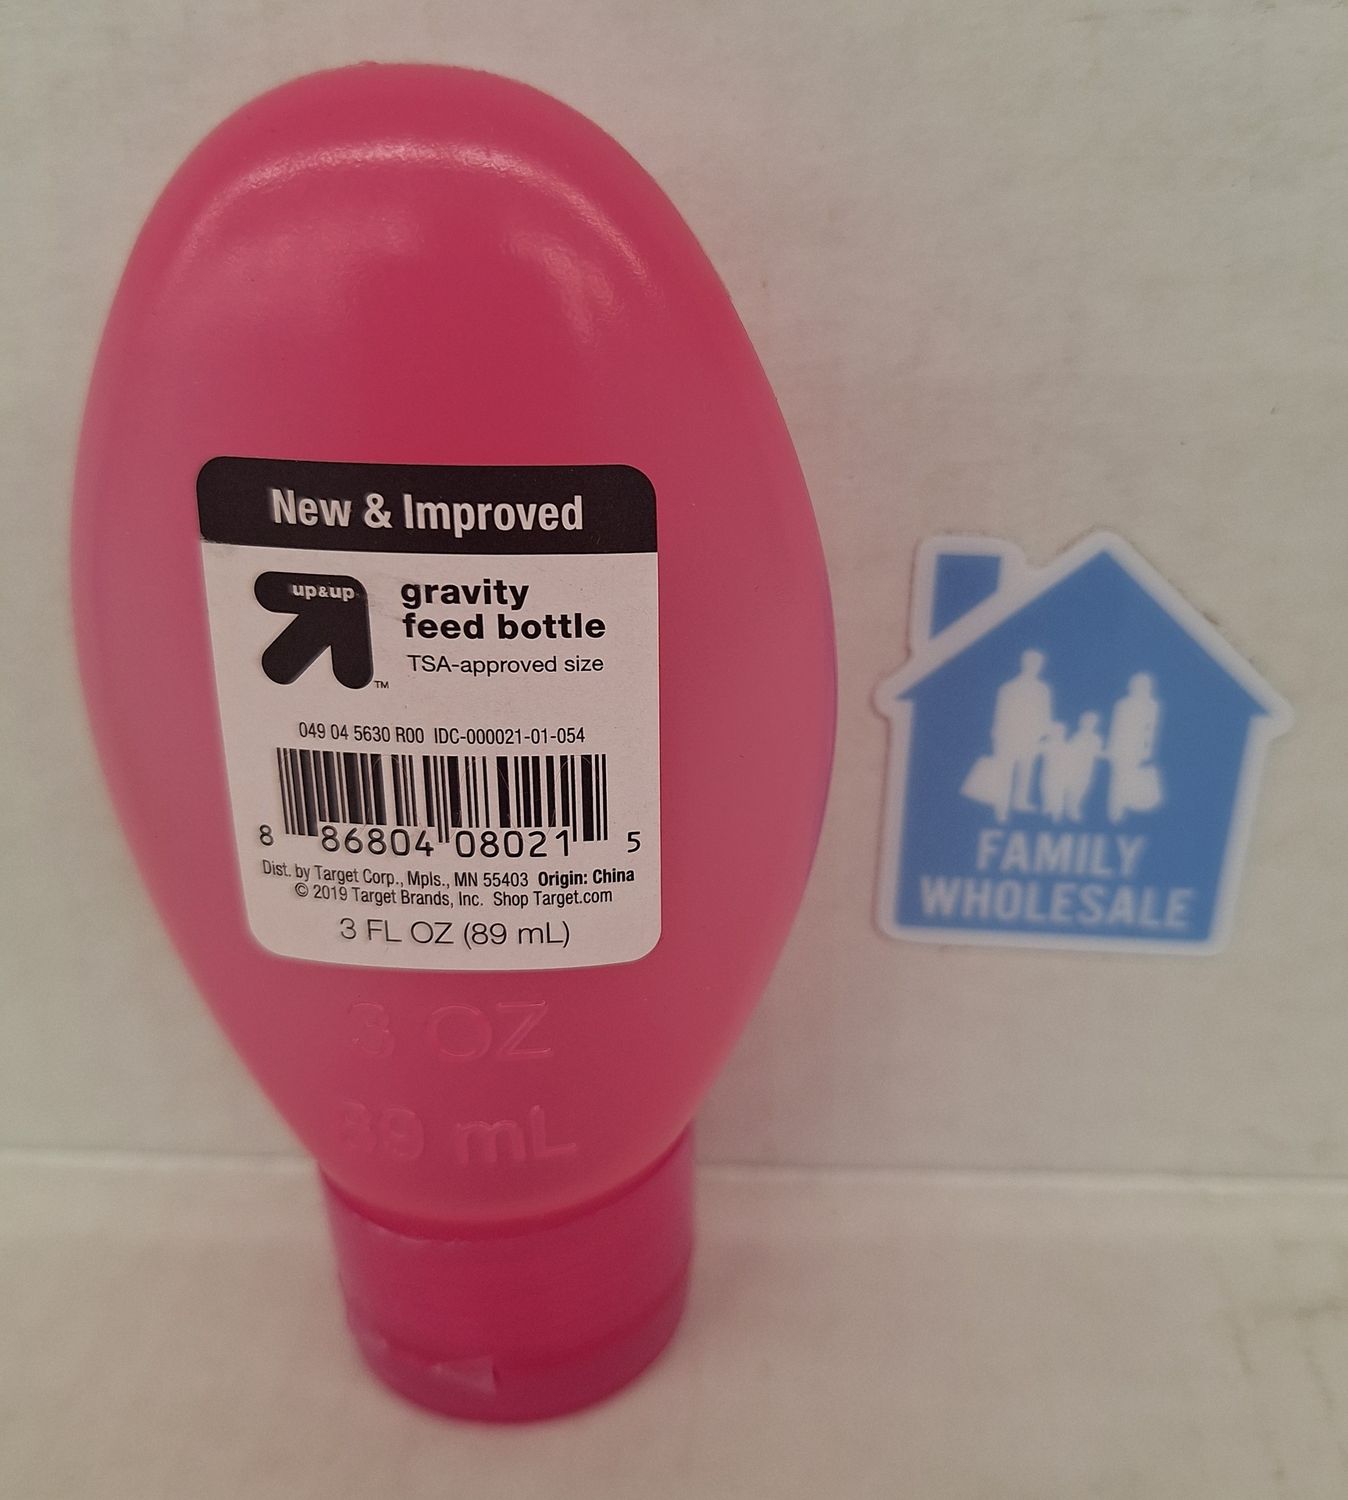 New & Improved
up&up
TM
gravity
feed bottle
TSA-approved size
049 04 5630 R00 IDC-000021-01-054
8 86804 08021 5
Dist. by Target Corp., Mpls., MN 55403 Origin: China
© 2019 Target Brands, Inc. Shop Target.com
3 FL OZ (89 mL)
3 OZ
89 mL
FAMILY
WHOLESALE